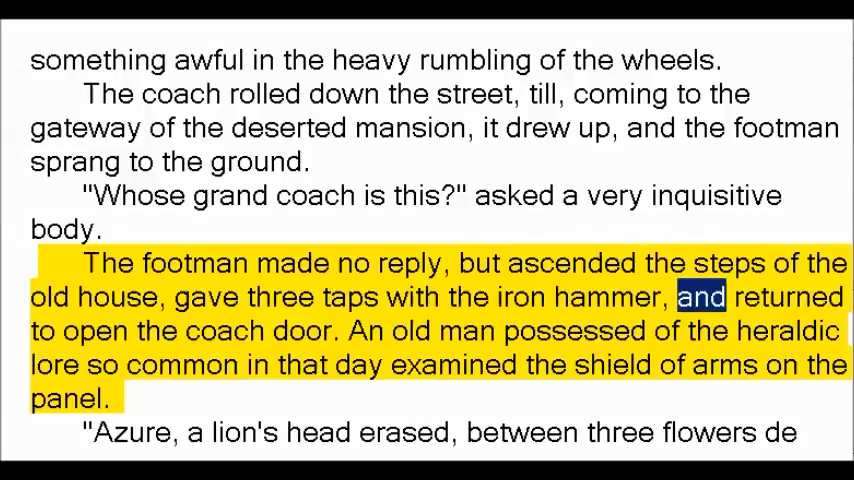 something awful in the heavy rumbling of the wheels.
The coach rolled down the street, till, coming to the
gateway of the deserted mansion, it drew up, and the footman
sprang to the ground.
"Whose grand coach is this?" asked a very inquisitive
body.
The footman made no reply, but ascended the steps of the
old house, gave three taps with the iron hammer, and returned
to open the coach door. An old man possessed of the heraldic
lore so common in that day examined the shield of arms on the
panel.
"Azure, a lion's head erased, between three flowers de